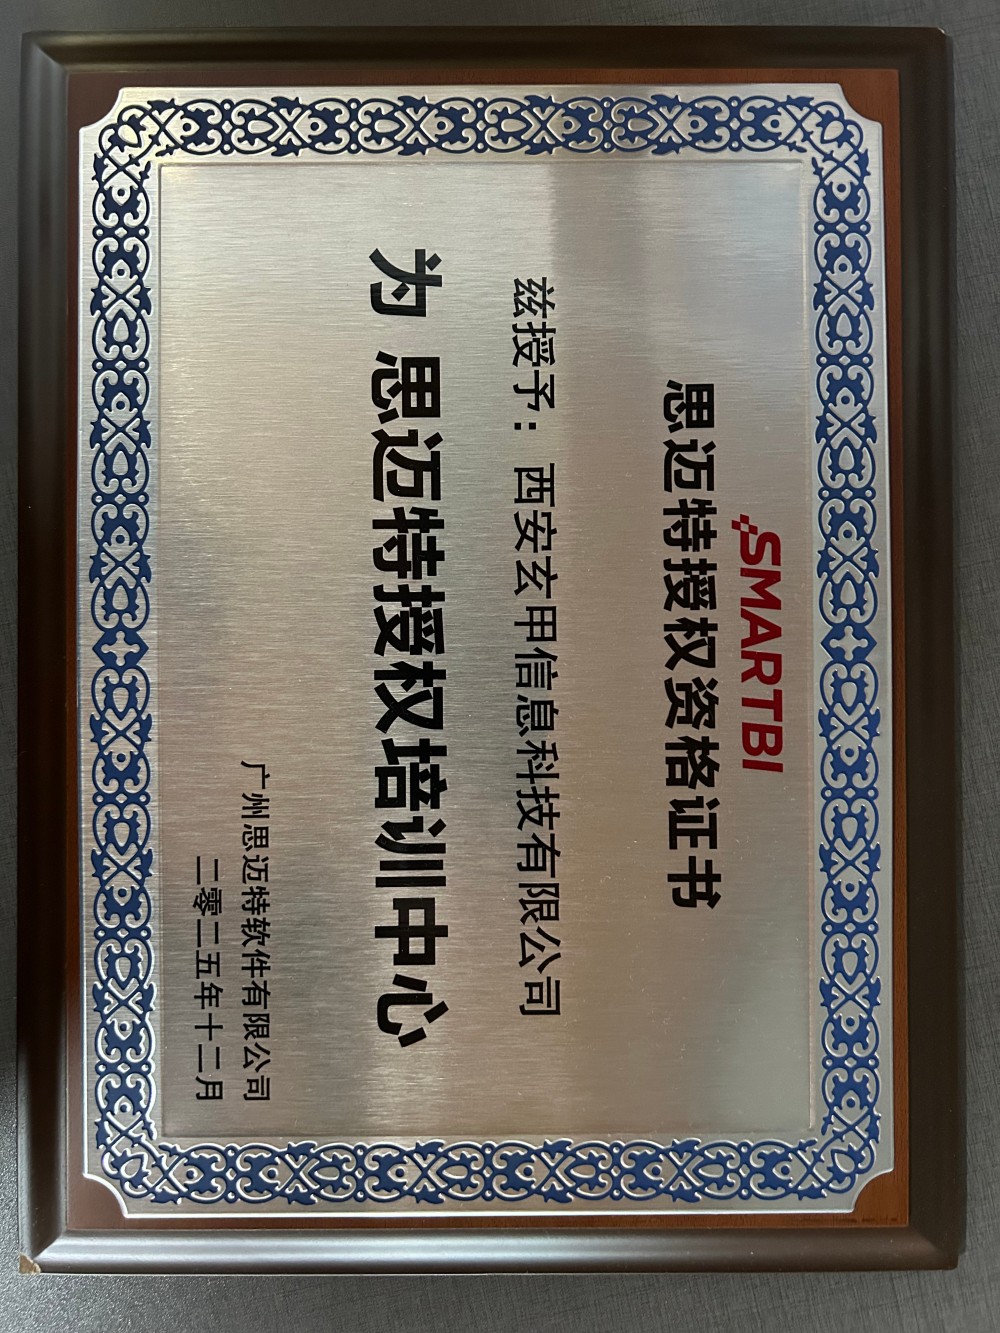 SMARTBI
思迈特授权资格证书
兹授予：西安玄甲信息科技有限公司
为 思迈特授权培训中心
广州思迈特软件有限公司
二零二五年十二月